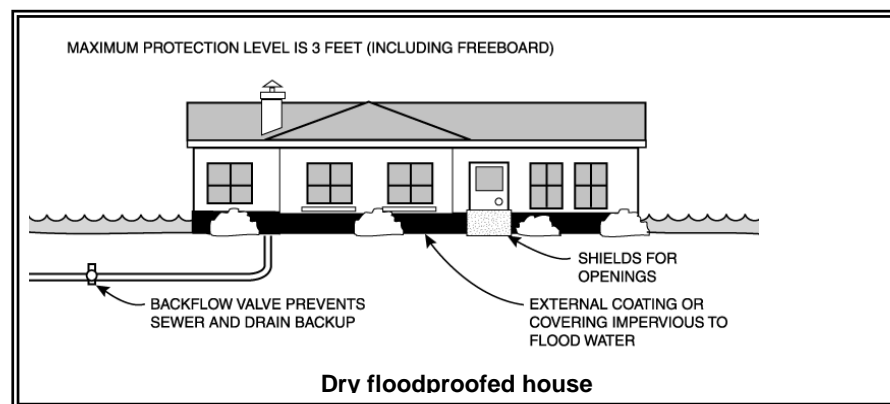 MAXIMUM PROTECTION LEVEL IS 3 FEET (INCLUDING FREEBOARD)
SHIELDS FOR
OPENINGS
BACKFLOW VALVE PREVENTS
SEWER AND DRAIN BACKUP
EXTERNAL COATING OR
COVERING IMPERVIOUS TO
FLOOD WATER
Dry floodproofed house